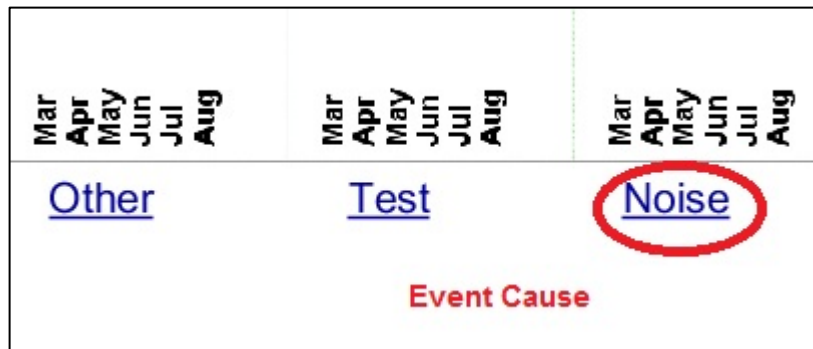 Mar Apr May Jun Jul Aug Mar Apr May Jun Jul Aug Mar Apr May Jun Jul Aug
Other Test Noise
Event Cause